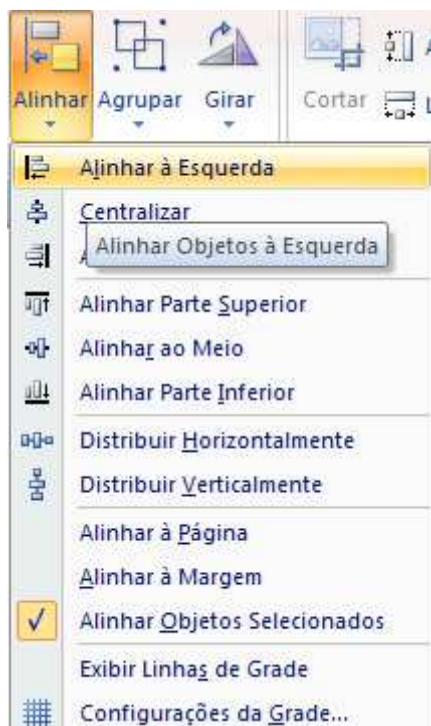 Alinhar Agrupar Girar Cortar
Alinhar à Esquerda
Centralizar
Alinhar Objetos à Esquerda
Alinhar Parte Superior
Alinhar ao Meio
Alinhar Parte Inferior
Distribuir Horizontalmente
Distribuir Verticalmente
Alinhar à Página
Alinhar à Margem
Alinhar Objetos Selecionados
Exibir Linhas de Grade
Configurações da Grade...